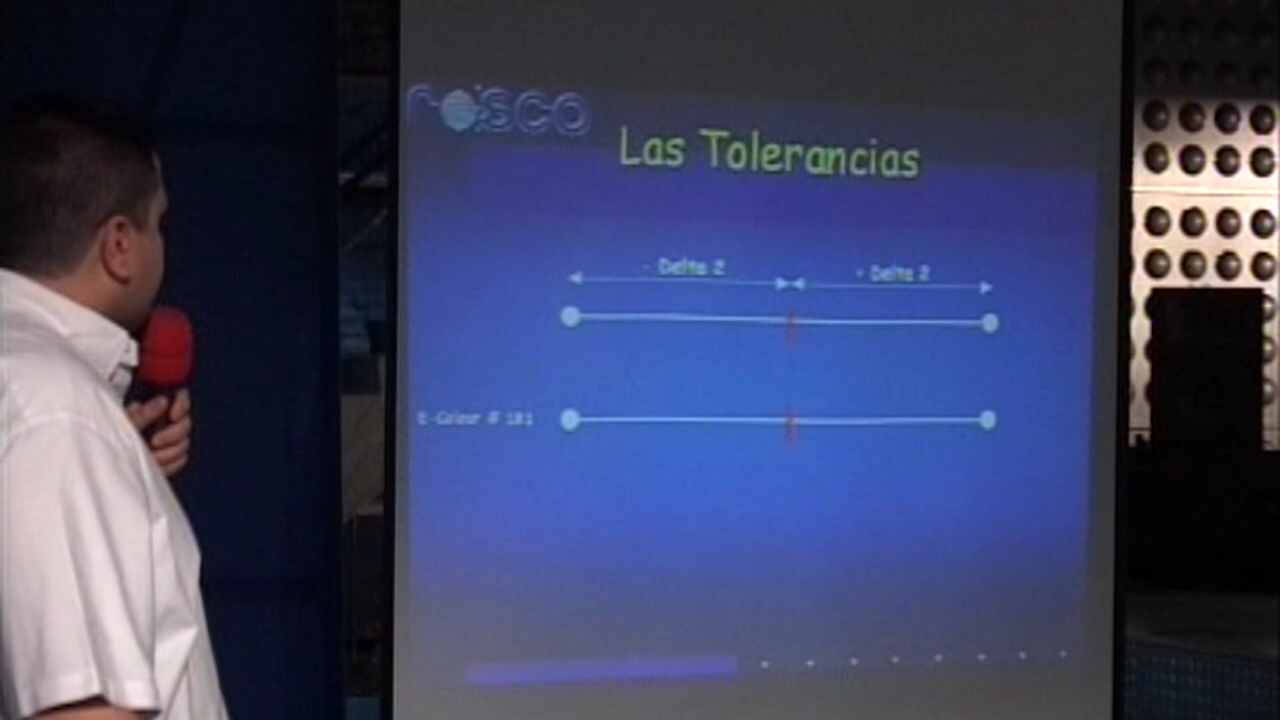 rosco
Las Tolerancias
- Delta 2
+ Delta 2
E-Colour # 181